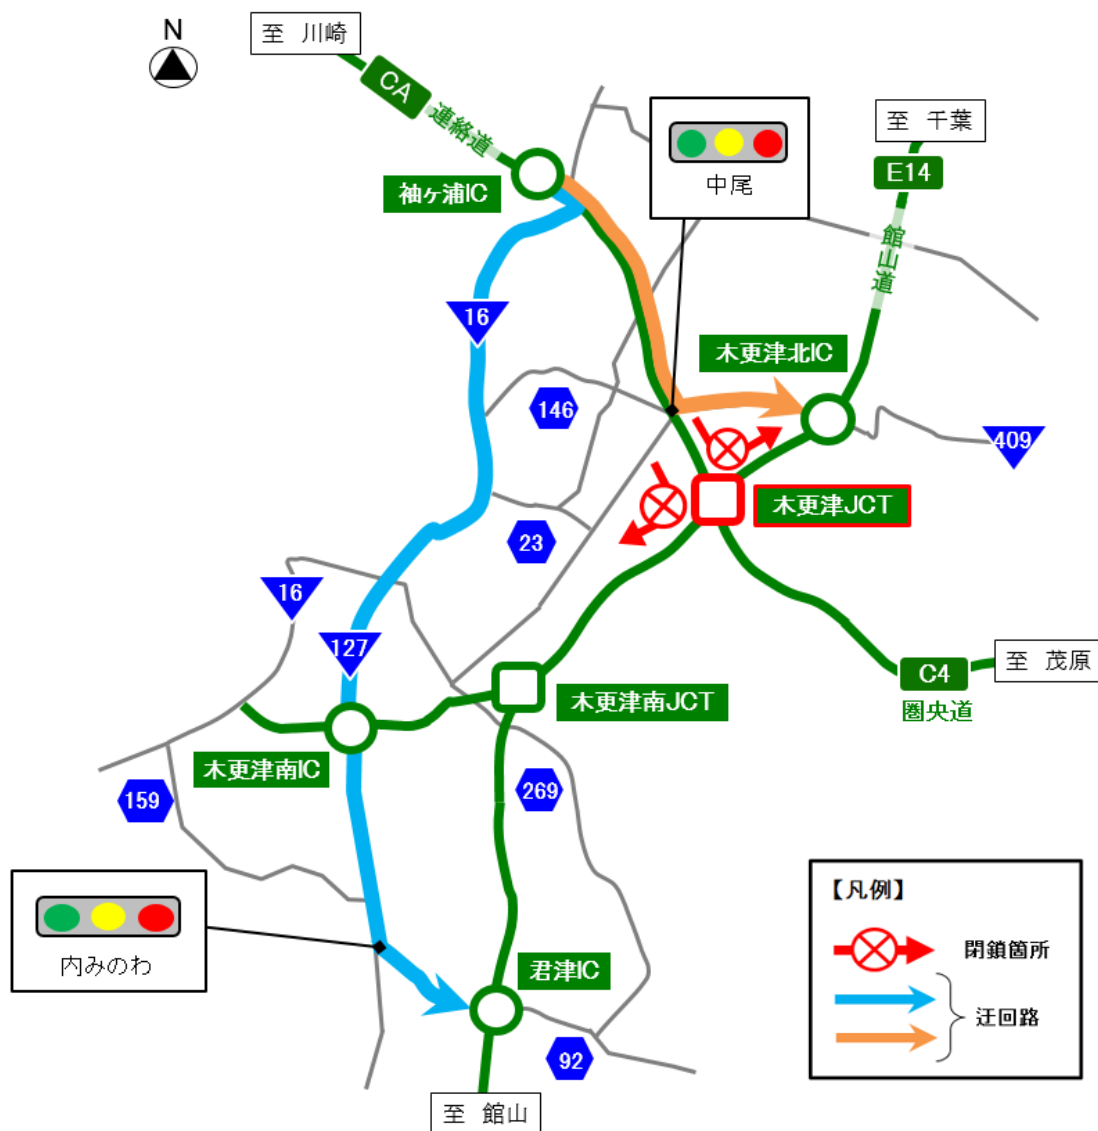 N
至 川崎
CA
連絡道
袖ヶ浦IC
中尾
至 千葉
E14
館山道
16
木更津北IC
146
409
木更津JCT
23
16
127
至 茂原
C4
圏央道
木更津南JCT
木更津南IC
159
269
内みのわ
君津IC
92
至 館山
【凡例】
閉鎖箇所
迂回路